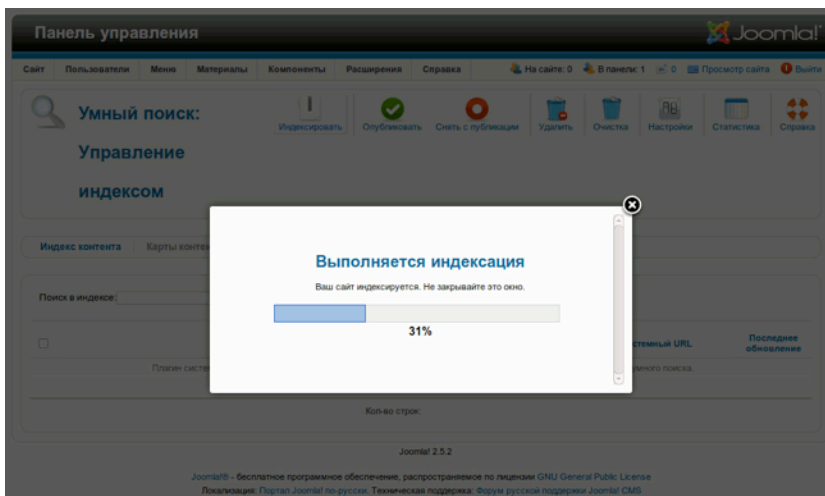 Панель управления
Joomla!
Сайт Пользователи Меню Материалы Компоненты Расширения Справка На сайте: 0 В панели: 1 0 Просмотр сайта Выйти
Умный поиск:
Управление
индексом
Индексировать Опубликовать Снять с публикации Удалить Очистка Настройки Статистика Справка
Индекс контента Карты контен
Выполняется индексация
Ваш сайт индексируется. Не закрывайте это окно.
31%
Поиск в индексе:
стемный URL Последнее
обновление
Плагин систем
много поиска.
Кол-во строк:
Joomla! 2.5.2
Joomla!® - бесплатное программное обеспечение, распространяемое по лицензии GNU General Public License
Локализация: Портал Joomla! по-русски, Техническая поддержка: Форум русской поддержки Joomla! CMS